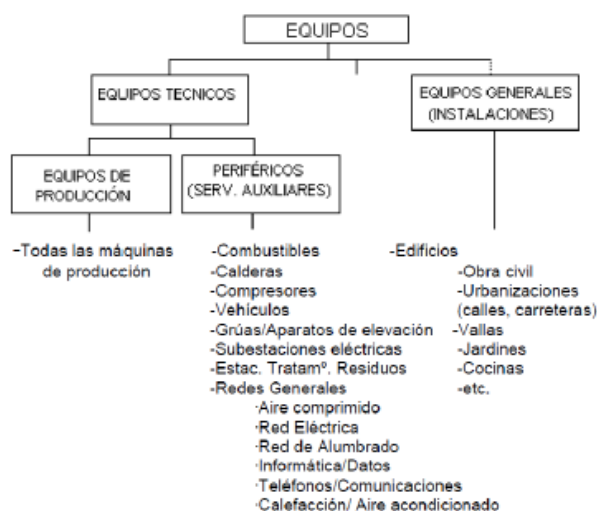 EQUIPOS
EQUIPOS TECNICOS
EQUIPOS GENERALES
(INSTALACIONES)
EQUIPOS DE
PRODUCCIÓN
PERIFÉRICOS
(SERV. AUXILIARES)
-Todas las máquinas
de producción
-Combustibles
-Calderas
-Compresores
-Vehículos
-Grúas/Aparatos de elevación
-Subestaciones eléctricas
-Estac. Tratamº. Residuos
-Redes Generales
·Aire comprimido
·Red Eléctrica
·Red de Alumbrado
·Informática/Datos
·Teléfonos/Comunicaciones
·Calefacción/ Aire acondicionado
-Edificios
-Obra civil
-Urbanizaciones
(calles, carreteras)
-Vallas
-Jardines
-Cocinas
-etc.